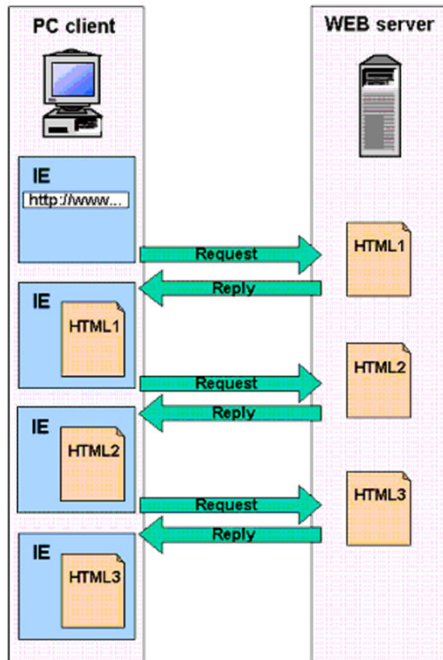 PC client
WEB server
IE
http://www...
Request
HTML1
Reply
IE
HTML1
Request
HTML2
Reply
IE
HTML2
Request
HTML3
Reply
IE
HTML3